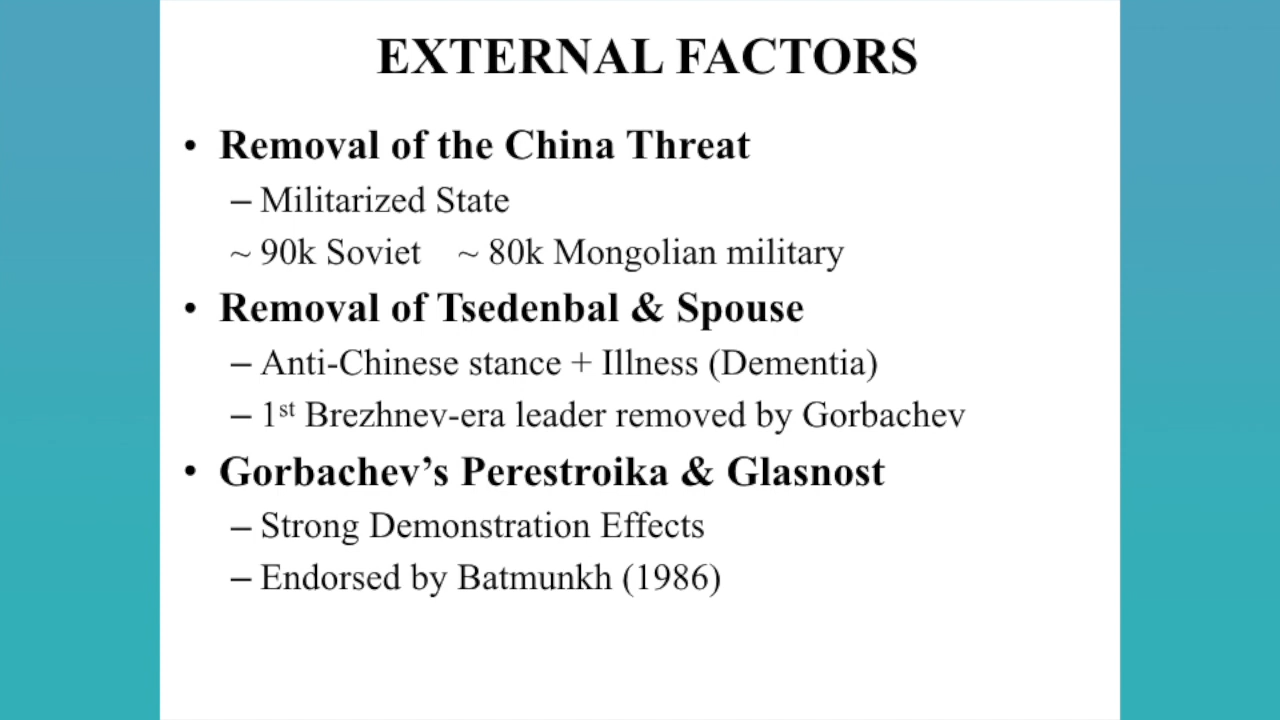 EXTERNAL FACTORS
• Removal of the China Threat
– Militarized State
~ 90k Soviet ~ 80k Mongolian military
• Removal of Tsedenbal & Spouse
– Anti-Chinese stance + Illness (Dementia)
– 1st Brezhnev-era leader removed by Gorbachev
• Gorbachev’s Perestroika & Glasnost
– Strong Demonstration Effects
– Endorsed by Batmunkh (1986)